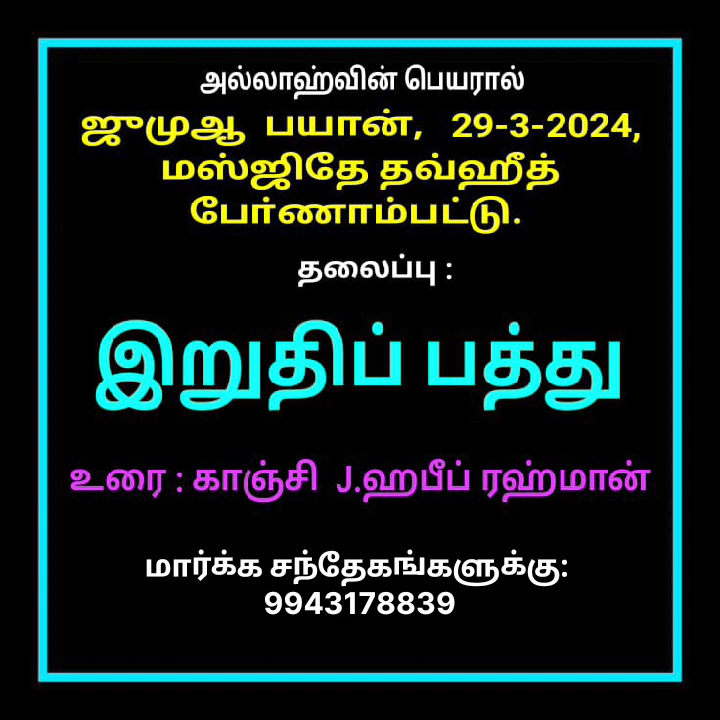 அல்லாஹ்வின் பெயரால்
ஜுமுஆ பயான், 29-3-2024,
மஸ்ஜிதே தவ்ஹீத்
பேர்ணாம்பட்டு.
தலைப்பு :
இறுதிப் பத்து
உரை : காஞ்சி J.ஹபீப் ரஹ்மான்
மார்க்க சந்தேகங்களுக்கு:
9943178839